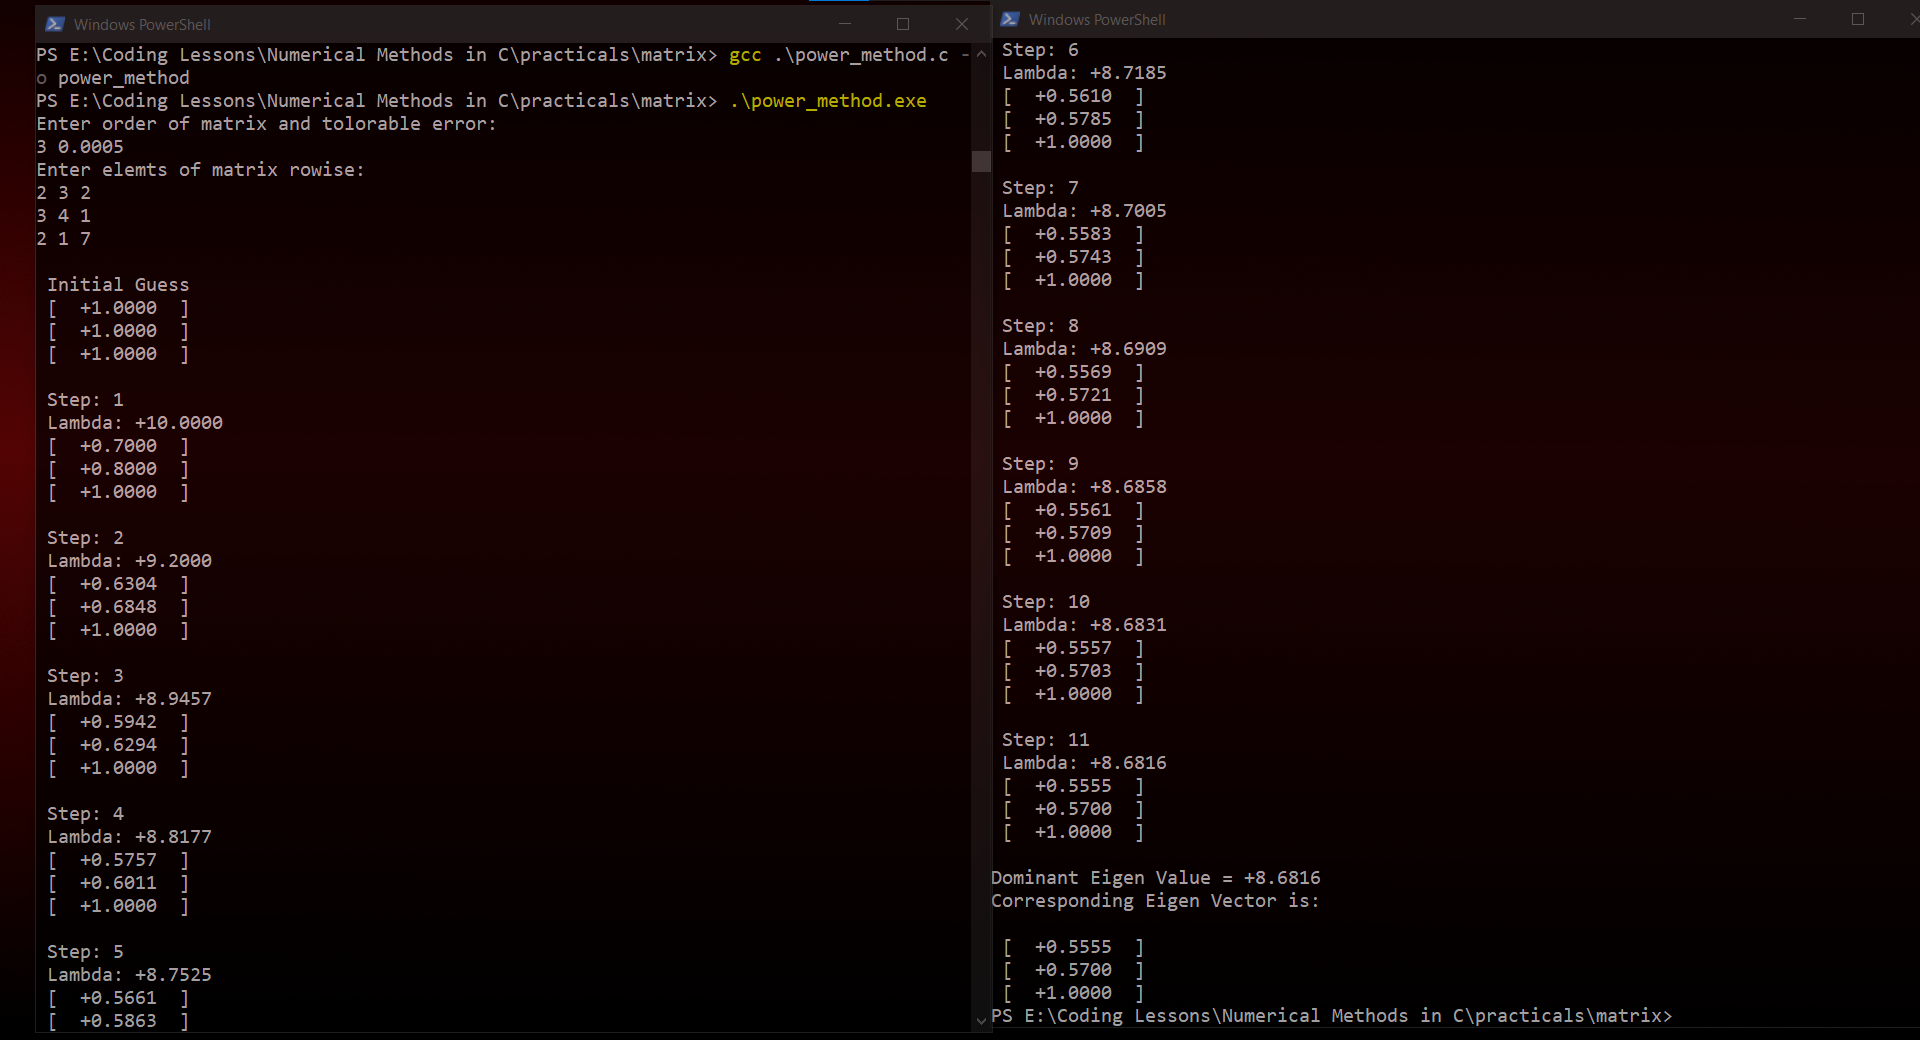 Windows PowerShell
PS E:\Coding Lessons\Numerical Methods in C\practicals\matrix> gcc .\power_method.c -
o power_method
PS E:\Coding Lessons\Numerical Methods in C\practicals\matrix> .\power_method.exe
Enter order of matrix and tolorable error:
3 0.0005
Enter elemts of matrix rowise:
2 3 2
3 4 1
2 1 7
Initial Guess
[ +1.0000 ]
[ +1.0000 ]
[ +1.0000 ]
Step: 1
Lambda: +10.0000
[ +0.7000 ]
[ +0.8000 ]
[ +1.0000 ]
Step: 2
Lambda: +9.2000
[ +0.6304 ]
[ +0.6848 ]
[ +1.0000 ]
Step: 3
Lambda: +8.9457
[ +0.5942 ]
[ +0.6294 ]
[ +1.0000 ]
Step: 4
Lambda: +8.8177
[ +0.5757 ]
[ +0.6011 ]
[ +1.0000 ]
Step: 5
Lambda: +8.7525
[ +0.5661 ]
[ +0.5863 ]
Windows PowerShell
Step: 6
Lambda: +8.7185
[ +0.5610 ]
[ +0.5785 ]
[ +1.0000 ]
Step: 7
Lambda: +8.7005
[ +0.5583 ]
[ +0.5743 ]
[ +1.0000 ]
Step: 8
Lambda: +8.6909
[ +0.5569 ]
[ +0.5721 ]
[ +1.0000 ]
Step: 9
Lambda: +8.6858
[ +0.5561 ]
[ +0.5709 ]
[ +1.0000 ]
Step: 10
Lambda: +8.6831
[ +0.5557 ]
[ +0.5703 ]
[ +1.0000 ]
Step: 11
Lambda: +8.6816
[ +0.5555 ]
[ +0.5700 ]
[ +1.0000 ]
Dominant Eigen Value = +8.6816
Corresponding Eigen Vector is:
[ +0.5555 ]
[ +0.5700 ]
[ +1.0000 ]
PS E:\Coding Lessons\Numerical Methods in C\practicals\matrix>